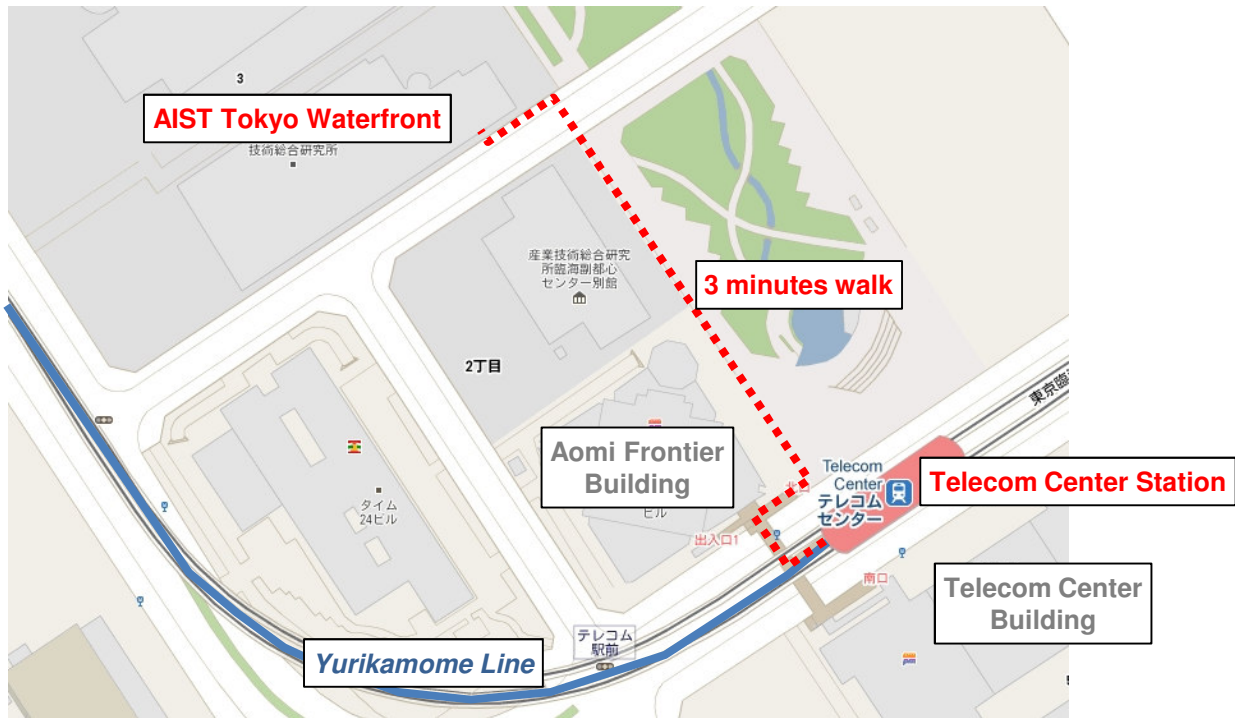 3
AIST Tokyo Waterfront
技術総合研究所
産業技術総合研究
所臨海副都心
センター別館
3 minutes walk
2丁目
東京臨
Aomi Frontier
Building
ビル
北口
Telecom
Center
テレコム
センター
Telecom Center Station
タイム
24ビル
出入口1
南口
Telecom Center
Building
テレコム
駅前
Yurikamome Line